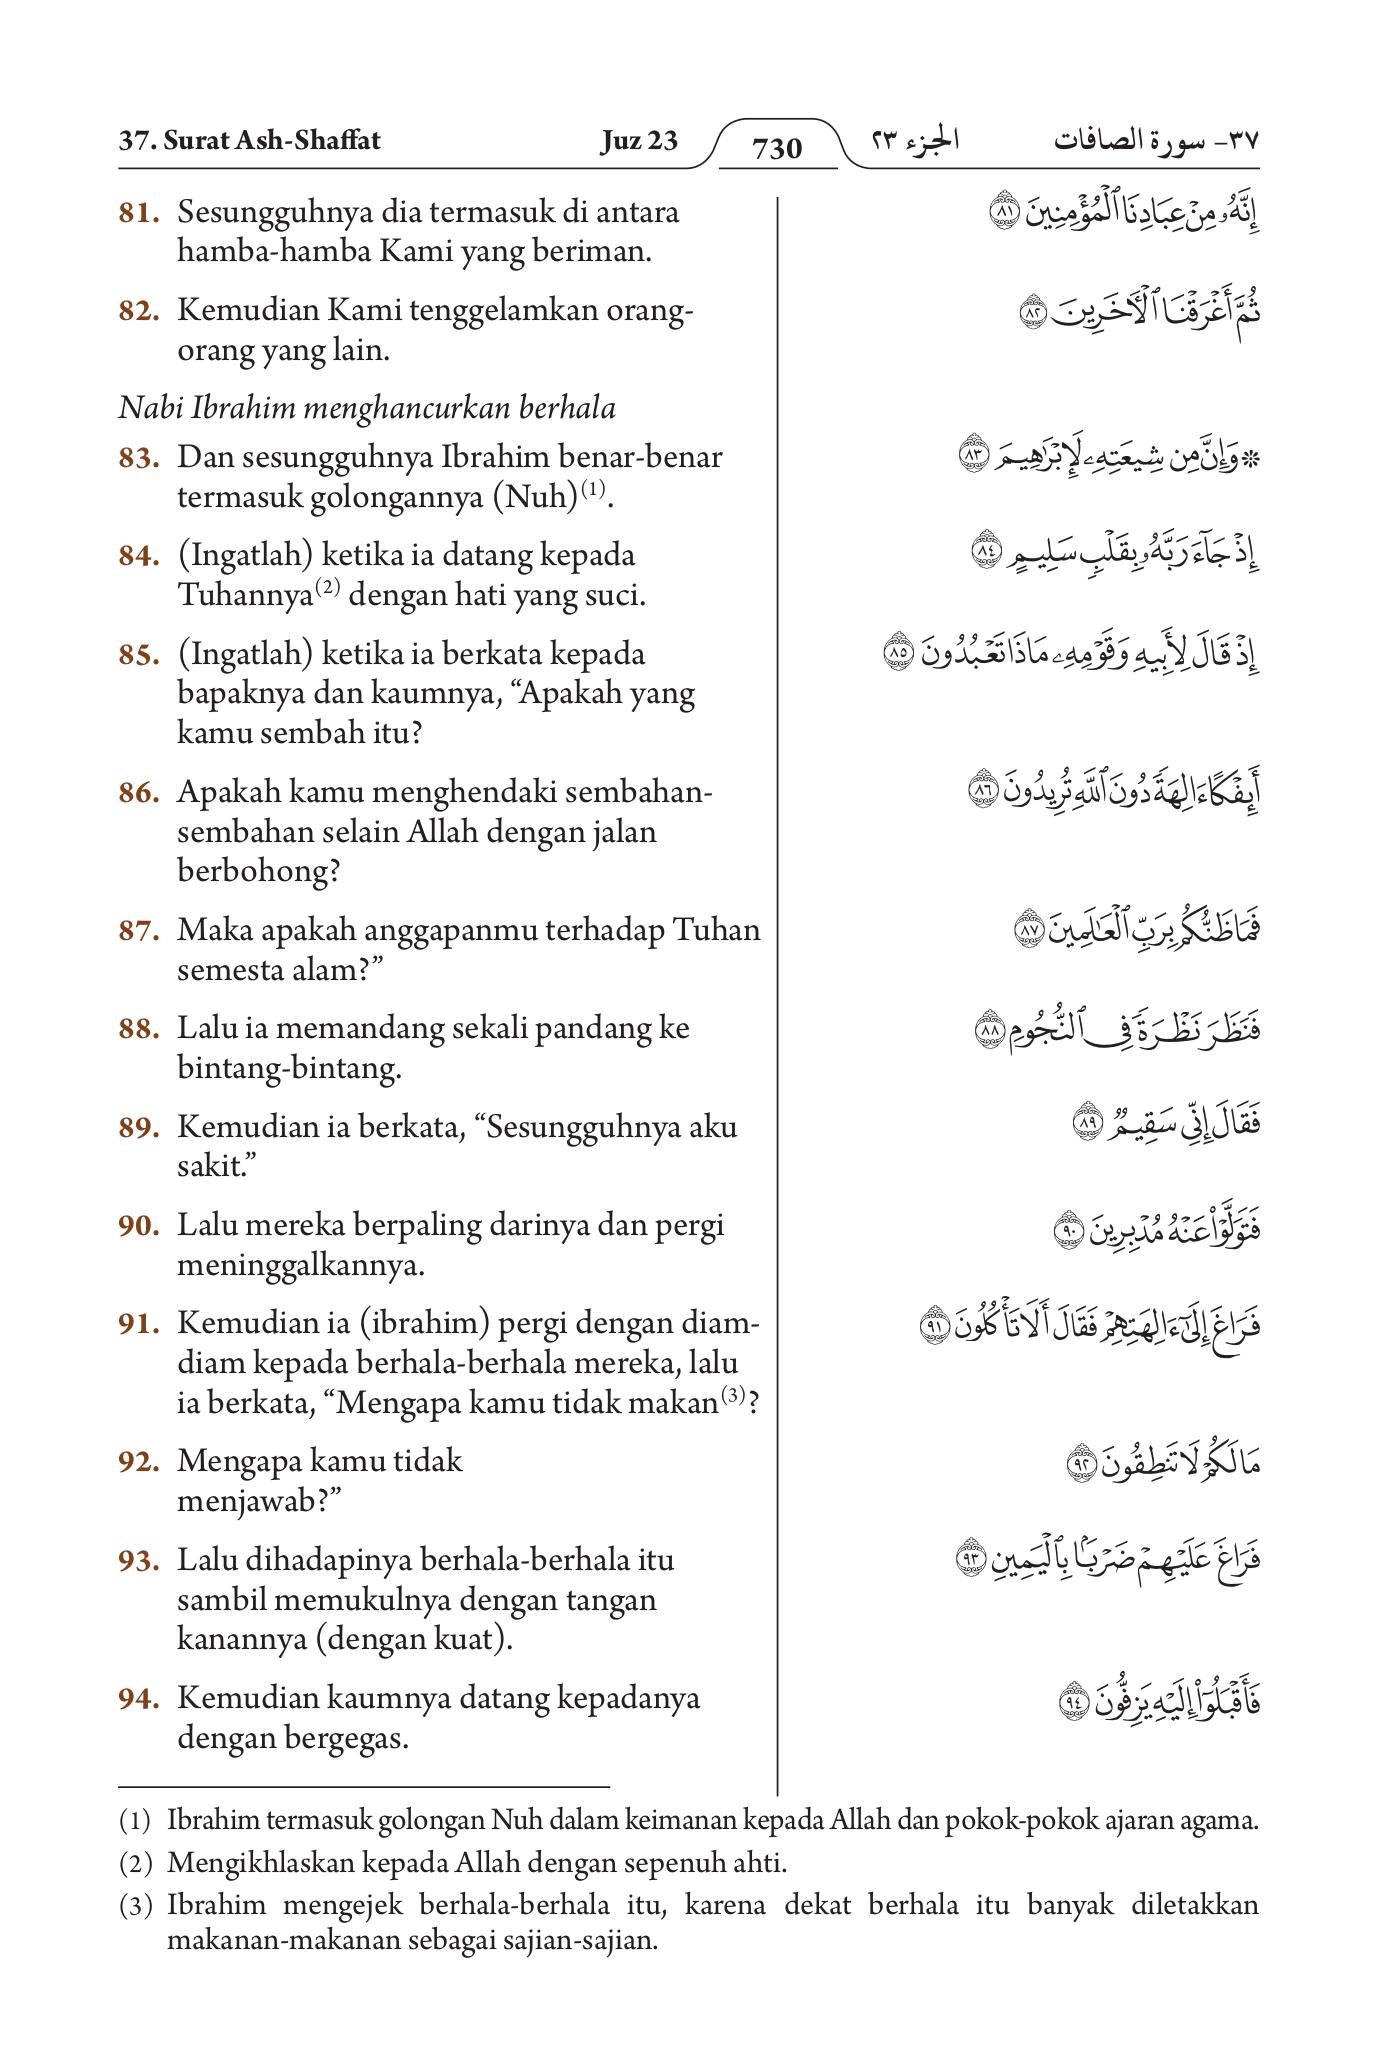 37. Surat Ash-Shaffat Juz 23 730 الجزء ٢٣ ٣٧- سورة الصافات
81. Sesungguhnya dia termasuk di antara
hamba-hamba Kami yang beriman.
إِنَّهُۥ مِنْ عِبَادِنَا ٱلْمُؤْمِنِينَ ٨١
82. Kemudian Kami tenggelamkan orang-
orang yang lain.
ثُمَّ أَغْرَقْنَا ٱلْـَٔاخَرِينَ ٨٢
Nabi Ibrahim menghancurkan berhala
83. Dan sesungguhnya Ibrahim benar-benar
termasuk golongannya (Nuh)(1).
۞ وَإِنَّ مِن شِيعَتِهِۦ لَإِبْرَٰهِيمَ ٨٣
84. (Ingatlah) ketika ia datang kepada
Tuhannya(2) dengan hati yang suci.
إِذْ جَآءَ رَبَّهُۥ بِقَلْبٍ سَلِيمٍ ٨٤
85. (Ingatlah) ketika ia berkata kepada
bapaknya dan kaumnya, “Apakah yang
kamu sembah itu?
إِذْ قَالَ لِأَبِيهِ وَقَوْمِهِۦ مَاذَا تَعْبُدُونَ ٨٥
86. Apakah kamu menghendaki sembahan-
sembahan selain Allah dengan jalan
berbohong?
أَئِفْكًا ءَالِهَةً دُونَ ٱللَّهِ تُرِيدُونَ ٨٦
87. Maka apakah anggapanmu terhadap Tuhan
semesta alam?”
فَمَا ظَنُّكُم بِرَبِّ ٱلْعَٰلَمِينَ ٨٧
88. Lalu ia memandang sekali pandang ke
bintang-bintang.
فَنَظَرَ نَظْرَةً فِى ٱلنُّجُومِ ٨٨
89. Kemudian ia berkata, “Sesungguhnya aku
sakit.”
فَقَالَ إِنِّى سَقِيمٌ ٨٩
90. Lalu mereka berpaling darinya dan pergi
meninggalkannya.
فَتَوَلَّوْا۟ عَنْهُ مُدْبِرِينَ ٩٠
91. Kemudian ia (ibrahim) pergi dengan diam-
diam kepada berhala-berhala mereka, lalu
ia berkata, “Mengapa kamu tidak makan(3)?
فَرَاغَ إِلَىٰٓ ءَالِهَتِهِمْ فَقَالَ أَلَا تَأْكُلُونَ ٩١
92. Mengapa kamu tidak
menjawab?”
مَا لَكُمْ لَا تَنطِقُونَ ٩٢
93. Lalu dihadapinya berhala-berhala itu
sambil memukulnya dengan tangan
kanannya (dengan kuat).
فَرَاغَ عَلَيْهِمْ ضَرْبًۢا بِٱلْيَمِينِ ٩٣
94. Kemudian kaumnya datang kepadanya
dengan bergegas.
فَأَقْبَلُوٓا۟ إِلَيْهِ يَزِفُّونَ ٩٤
(1) Ibrahim termasuk golongan Nuh dalam keimanan kepada Allah dan pokok-pokok ajaran agama.
(2) Mengikhlaskan kepada Allah dengan sepenuh ahti.
(3) Ibrahim mengejek berhala-berhala itu, karena dekat berhala itu banyak diletakkan
makanan-makanan sebagai sajian-sajian.